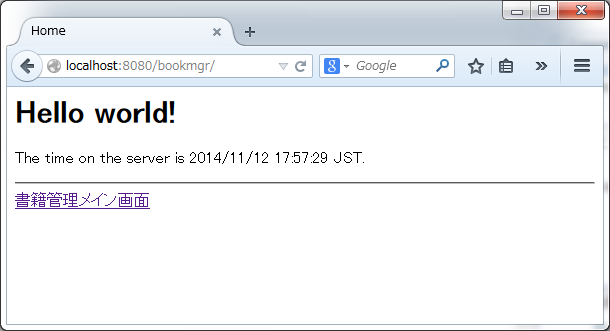 Home
localhost:8080/bookmgr/
Google
Hello world!
The time on the server is 2014/11/12 17:57:29 JST.
書籍管理メイン画面